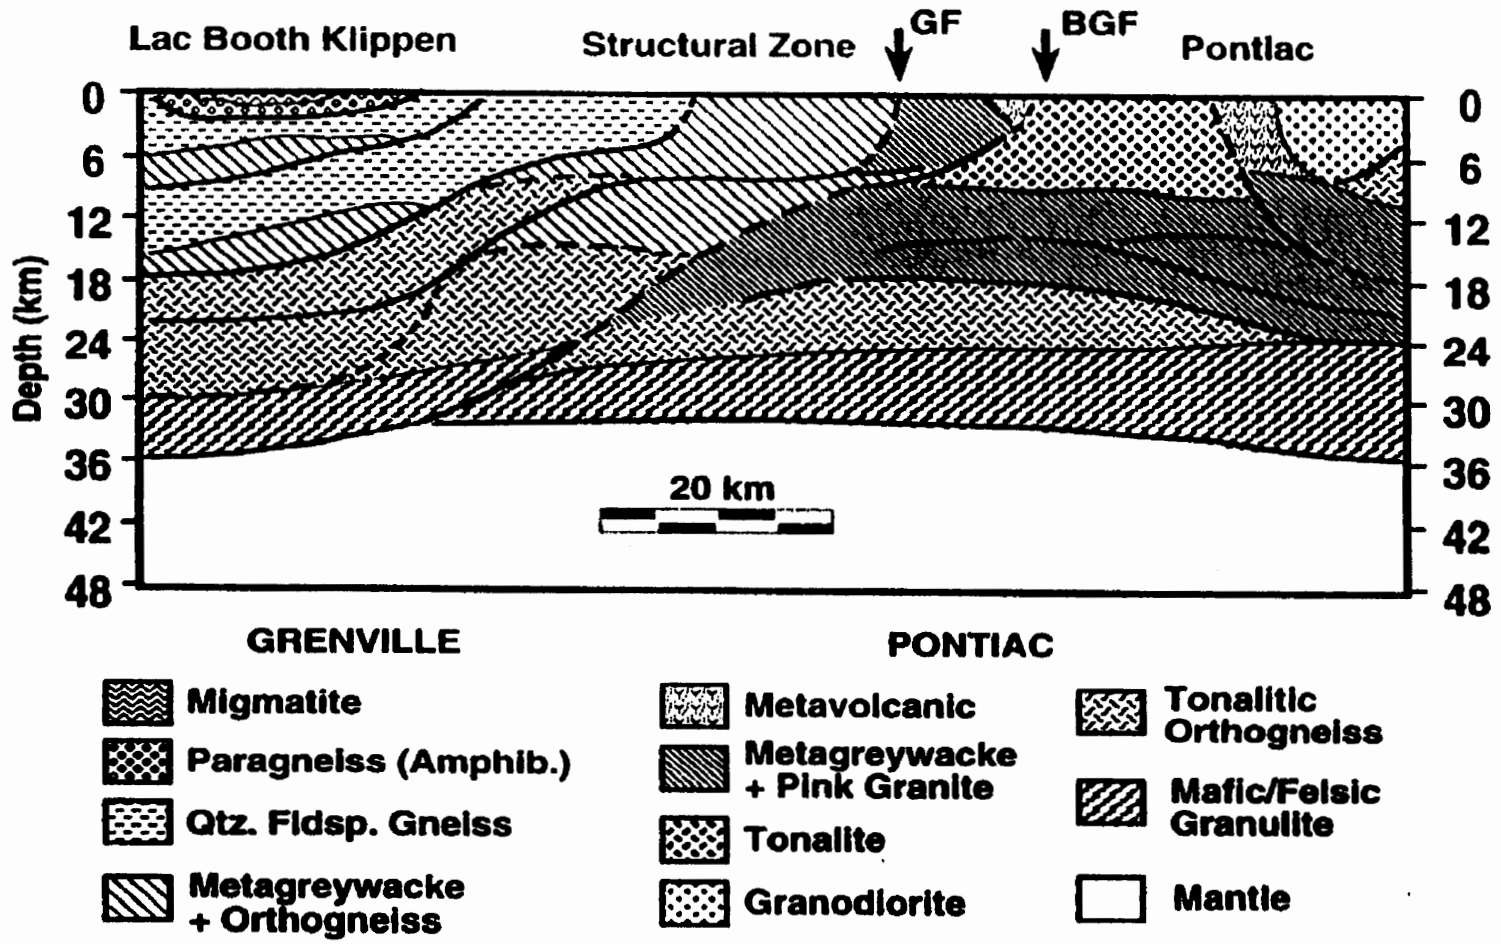 Lac Booth Klippen
Structural Zone
GF
BGF
Pontiac
0
6
12
18
24
30
36
42
48
Depth (km)
0
6
12
18
24
30
36
42
48
20 km
GRENVILLE
Migmatite
Paragneiss (Amphib.)
Qtz. Fldsp. Gneiss
Metagreywacke
+ Orthogneiss
PONTIAC
Metavolcanic
Metagreywacke
+ Pink Granite
Tonalite
Granodiorite
Tonalitic
Orthogneiss
Mafic/Felsic
Granulite
Mantle